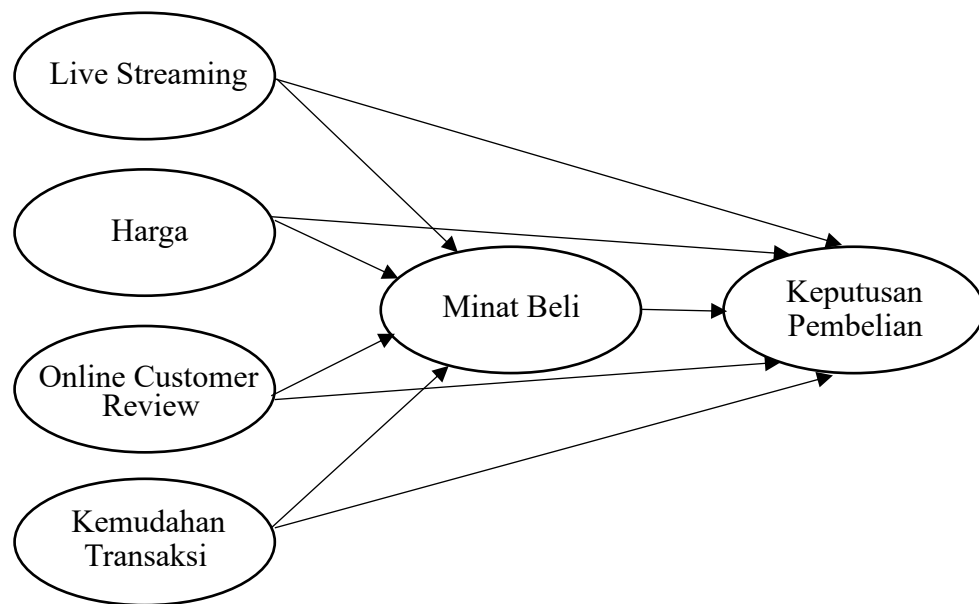 Live Streaming
Harga
Online Customer
Review
Kemudahan
Transaksi
Minat Beli
Keputusan
Pembelian